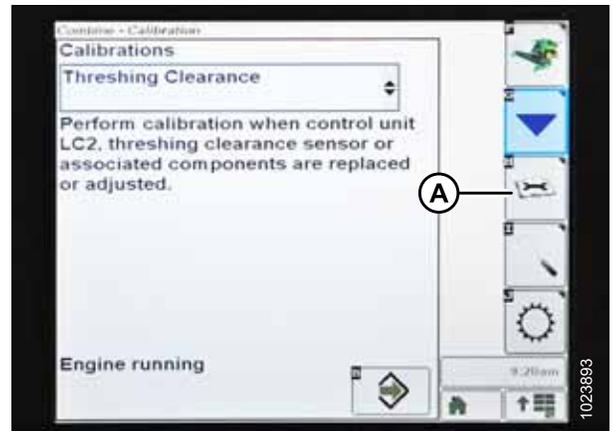 Combine - Calibration
Calibrations
Threshing Clearance
Perform calibration when control unit
LC2, threshing clearance sensor or
associated components are replaced
or adjusted.
A
Engine running
9:20am
1023893